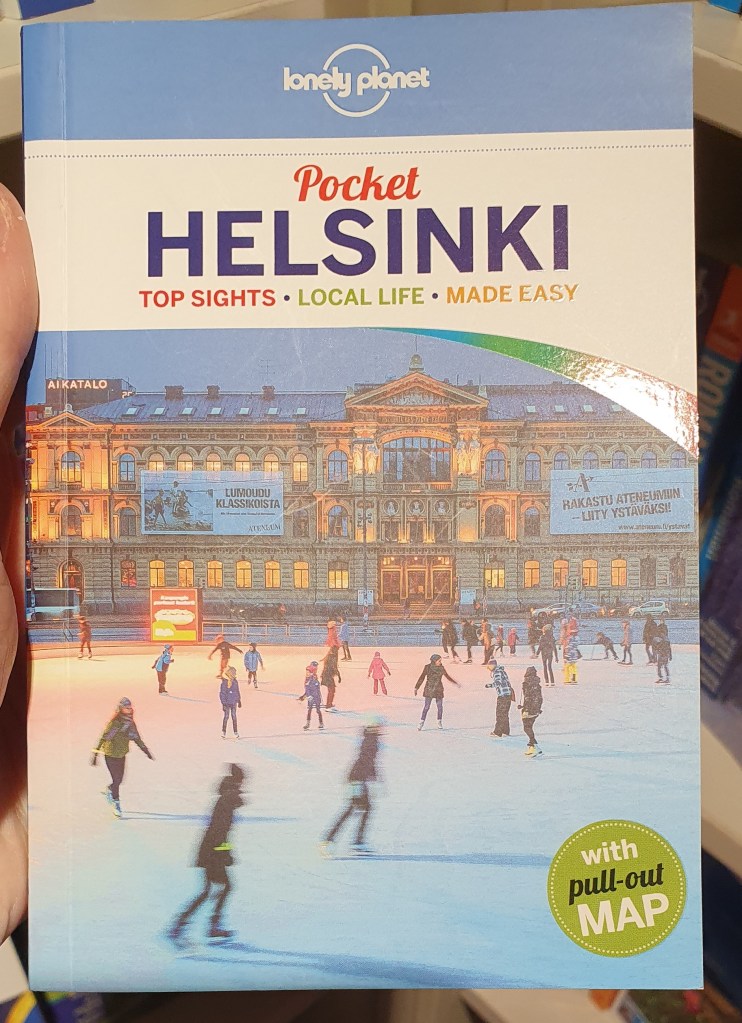 lonely planet
Pocket
HELSINKI
TOP SIGHTS • LOCAL LIFE • MADE EASY
AIKATALO
LUMOUDU
KLASSIKOISTA
ATENEUM
A
RAKASTU ATENEUMIIN
–LIITY YSTÄVÄKSI!
with
pull-out
MAP